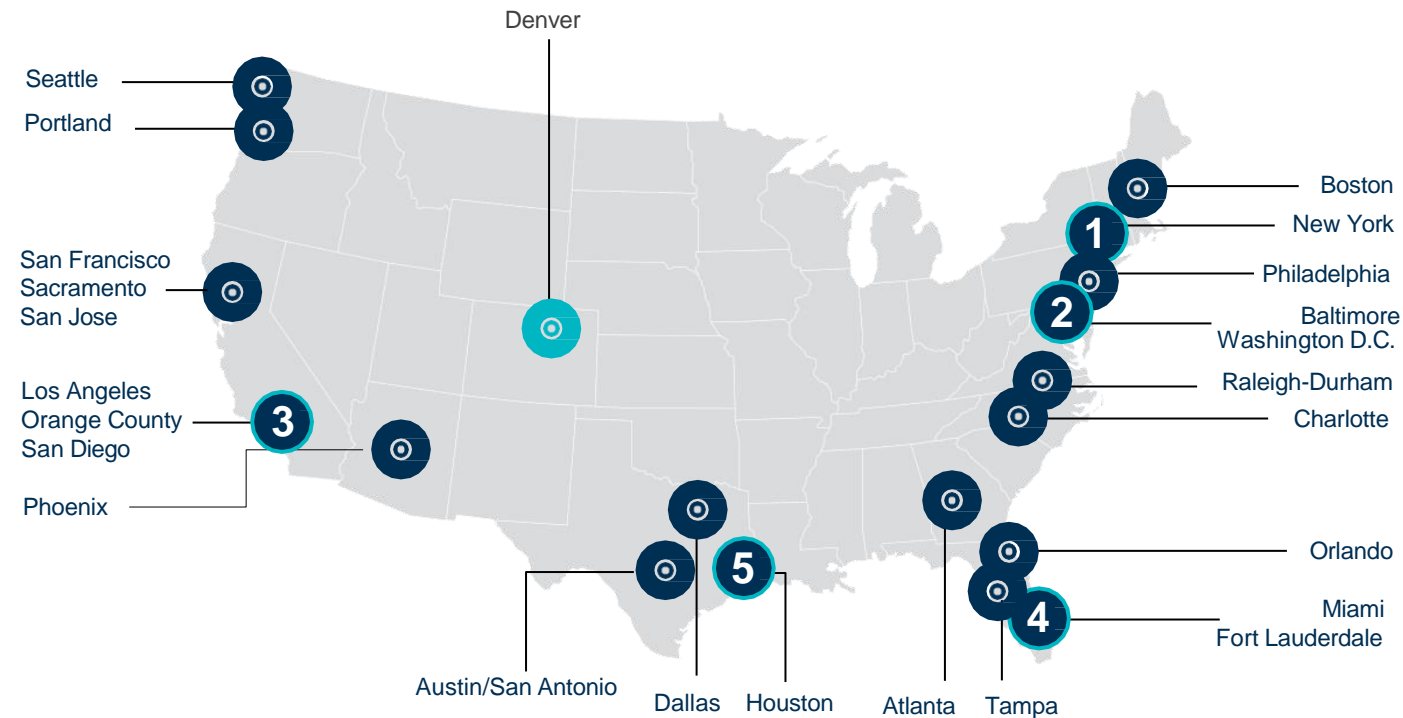 Denver
Seattle
Portland
Boston
1
New York
San Francisco
Sacramento
San Jose
Philadelphia
2
Baltimore
Washington D.C.
Los Angeles
Orange County
San Diego
3
Raleigh-Durham
Charlotte
Phoenix
5
Orlando
4
Miami
Fort Lauderdale
Austin/San Antonio
Dallas
Houston
Atlanta
Tampa